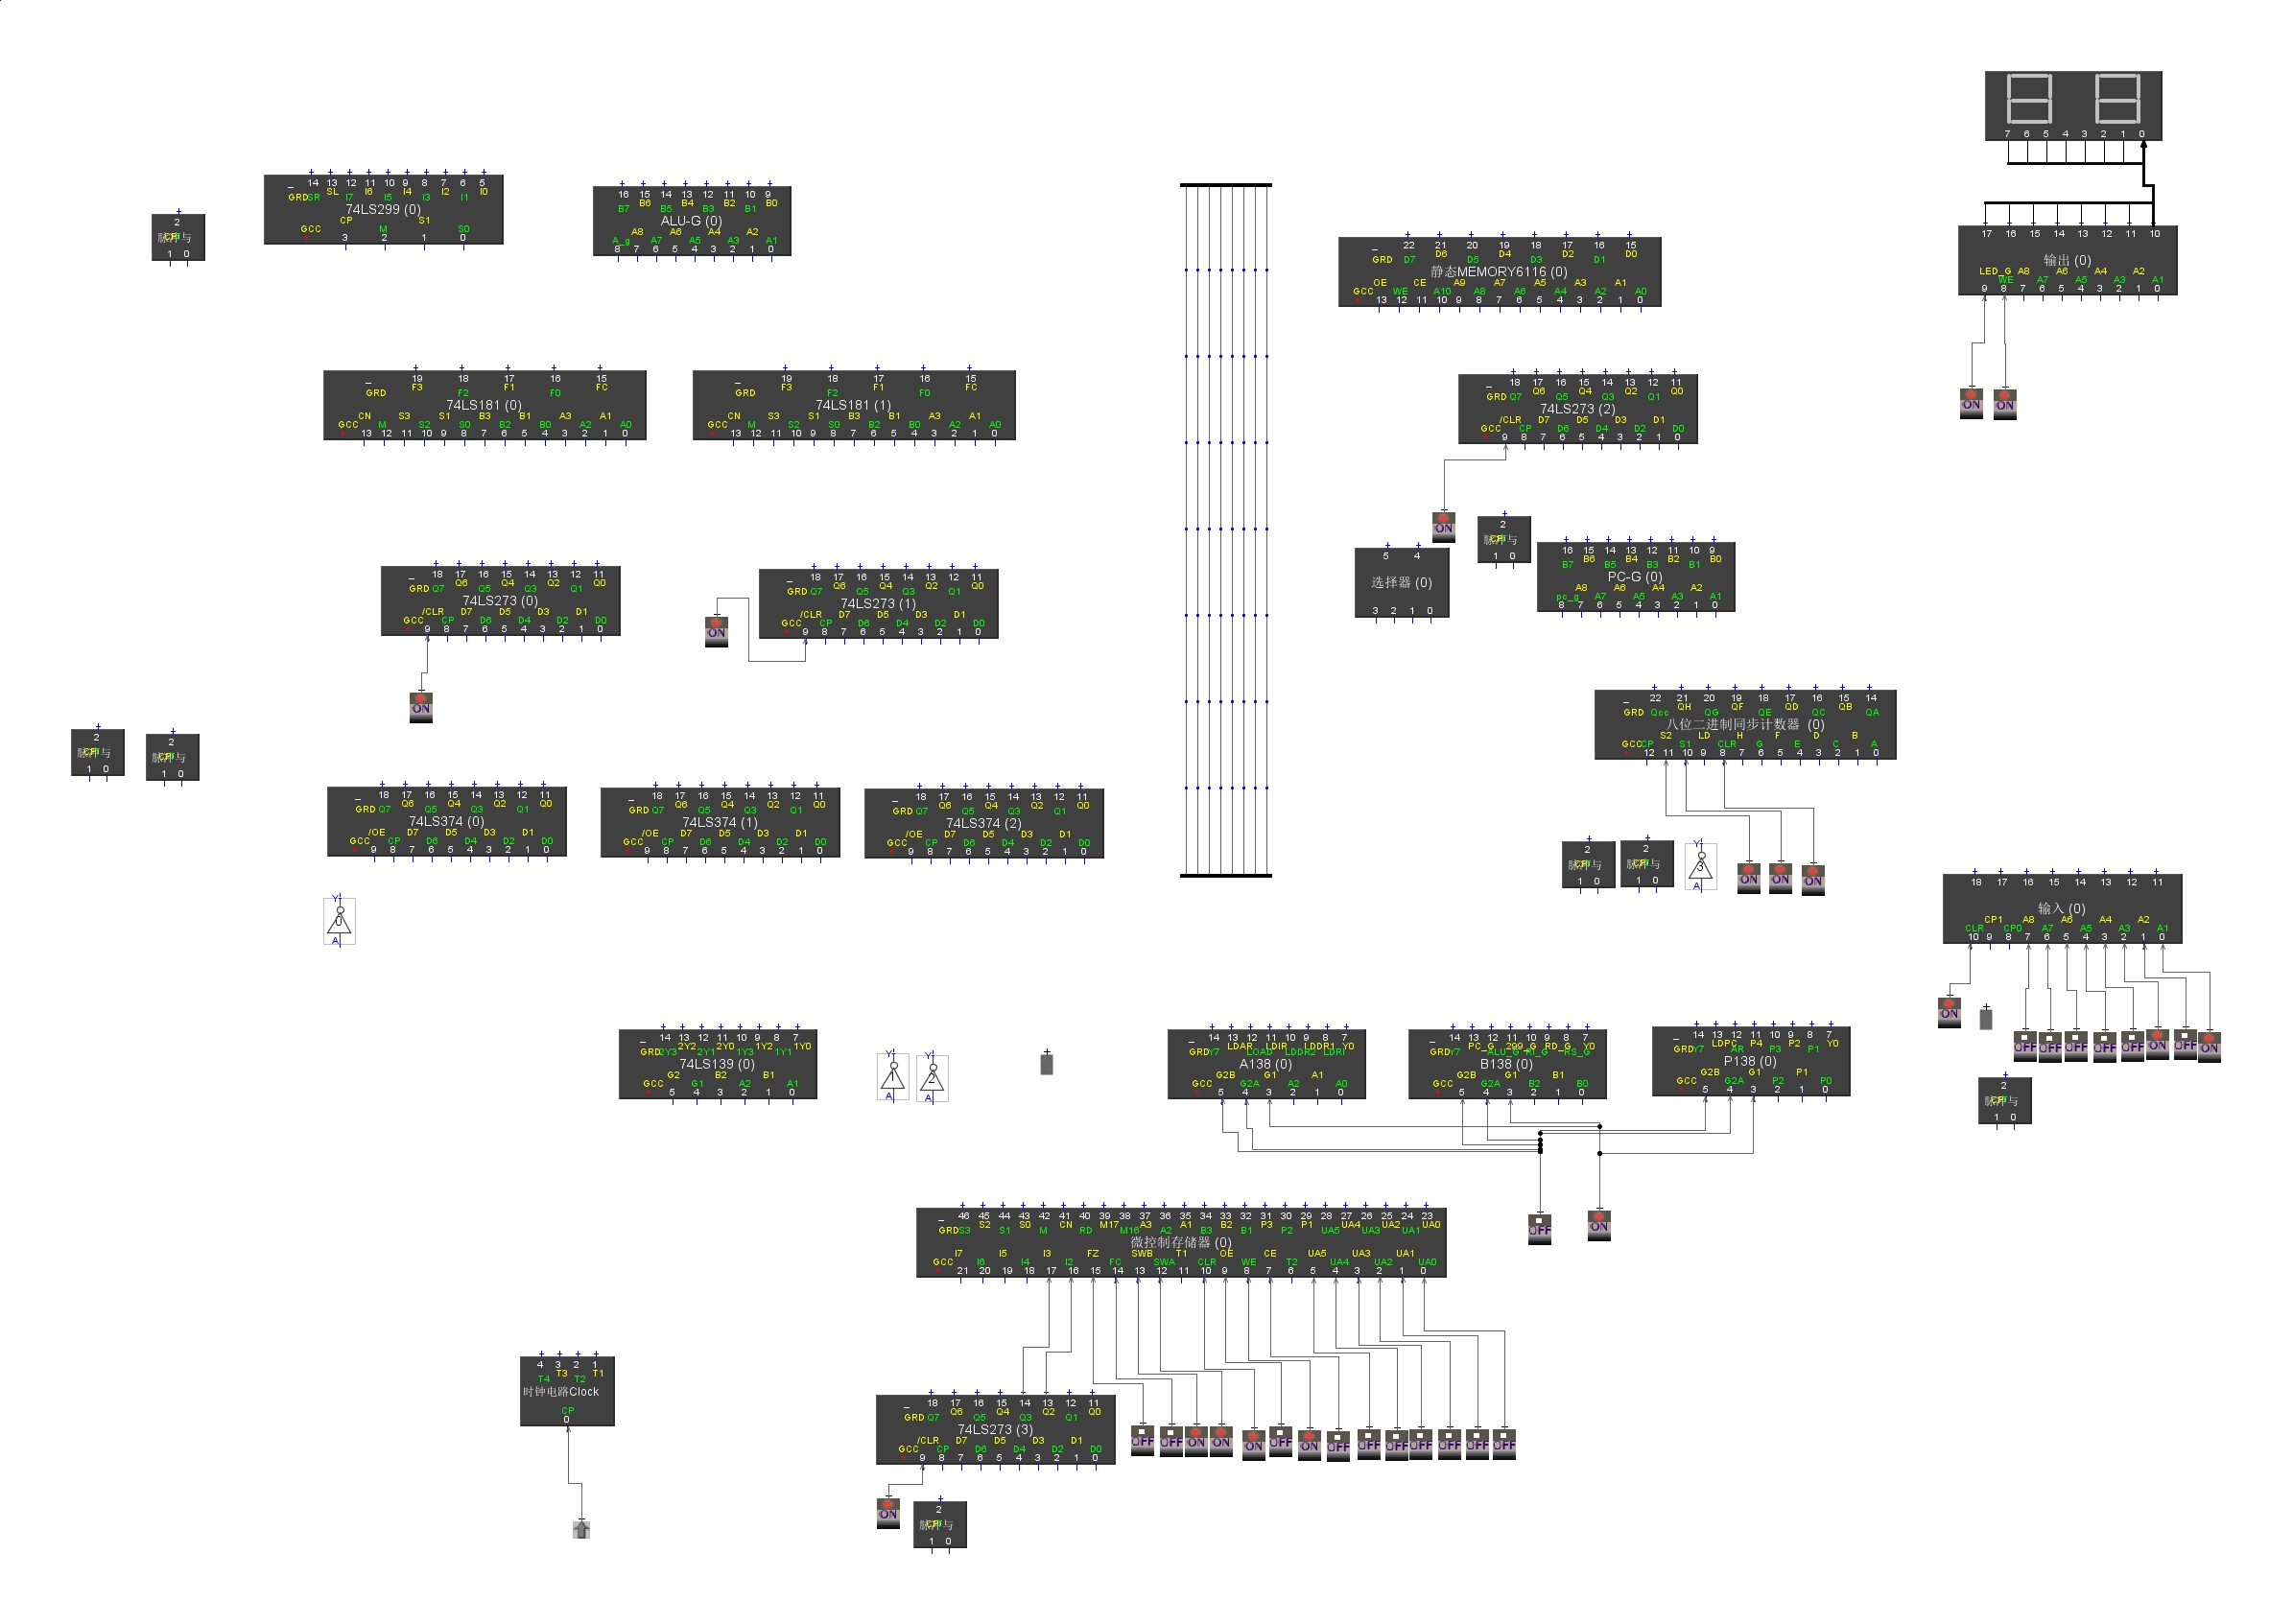 7 6 5 4 3 2 1 0
14 13 12 11 10 9 8 7 6 5
SL I6 I4 I2 I0
GRD SR I7 I5 I3 I1
74LS299 (0)
CP S1
GCC M S0
3 2 1 0
16 15 14 13 12 11 10 9
B6 B4 B2 B0
B7 B5 B3 B1
ALU-G (0)
A8 A6 A4 A2
A_g A7 A5 A3 A1
8 7 6 5 4 3 2 1 0
2
脉冲与
1 0
22 21 20 19 18 17 16 15
D6 D4 D2 D0
GRD D7 D5 D3 D1
静态MEMORY6116 (0)
OE CE A9 A7 A5 A3 A1
GCC WE A10 A8 A6 A4 A2 A0
13 12 11 10 9 8 7 6 5 4 3 2 1 0
17 16 15 14 13 12 11 10
输出 (0)
LED_G A8 A6 A4 A2
WE A7 A5 A3 A1
9 8 7 6 5 4 3 2 1 0
ON ON
19 18 17 16 15
F3 F1 FC
GRD F2 F0
74LS181 (0)
CN S3 S1 B3 B1 A3 A1
GCC M S2 S0 B2 B0 A2 A0
13 12 11 10 9 8 7 6 5 4 3 2 1 0
19 18 17 16 15
F3 F1 FC
GRD F2 F0
74LS181 (1)
CN S3 S1 B3 B1 A3 A1
GCC M S2 S0 B2 B0 A2 A0
13 12 11 10 9 8 7 6 5 4 3 2 1 0
18 17 16 15 14 13 12 11
Q6 Q4 Q2 Q0
GRD Q7 Q5 Q3 Q1
74LS273 (2)
/CLR D7 D5 D3 D1
GCC CP D6 D4 D2 D0
9 8 7 6 5 4 3 2 1 0
ON
2
脉冲与
1 0
5 4
选择器 (0)
3 2 1 0
16 15 14 13 12 11 10 9
B6 B4 B2 B0
B7 B5 B3 B1
PC-G (0)
A8 A6 A4 A2
pc_g A7 A5 A3 A1
8 7 6 5 4 3 2 1 0
18 17 16 15 14 13 12 11
Q6 Q4 Q2 Q0
GRD Q7 Q5 Q3 Q1
74LS273 (0)
/CLR D7 D5 D3 D1
GCC CP D6 D4 D2 D0
9 8 7 6 5 4 3 2 1 0
ON
ON
18 17 16 15 14 13 12 11
Q6 Q4 Q2 Q0
GRD Q7 Q5 Q3 Q1
74LS273 (1)
/CLR D7 D5 D3 D1
GCC CP D6 D4 D2 D0
9 8 7 6 5 4 3 2 1 0
22 21 20 19 18 17 16 15 14
QH QF QD QB
GRD Qcc QG QE QC QA
八位二进制同步计数器 (0)
S2 LD H F D B
GCC CP S1 CLR G E C A
12 11 10 9 8 7 6 5 4 3 2 1 0
2
脉冲与
1 0
2
脉冲与
1 0
18 17 16 15 14 13 12 11
Q6 Q4 Q2 Q0
GRD Q7 Q5 Q3 Q1
74LS374 (0)
/OE D7 D5 D3 D1
GCC CP D6 D4 D2 D0
9 8 7 6 5 4 3 2 1 0
18 17 16 15 14 13 12 11
Q6 Q4 Q2 Q0
GRD Q7 Q5 Q3 Q1
74LS374 (1)
/OE D7 D5 D3 D1
GCC CP D6 D4 D2 D0
9 8 7 6 5 4 3 2 1 0
18 17 16 15 14 13 12 11
Q6 Q4 Q2 Q0
GRD Q7 Q5 Q3 Q1
74LS374 (2)
/OE D7 D5 D3 D1
GCC CP D6 D4 D2 D0
9 8 7 6 5 4 3 2 1 0
2
脉冲与
1 0
2
脉冲与
1 0
Y
3
A
ON ON ON
Y
0
A
18 17 16 15 14 13 12 11
输入 (0)
CP1 A8 A6 A4 A2
CLR CP0 A7 A5 A3 A1
10 9 8 7 6 5 4 3 2 1 0
ON
OFF OFF OFF OFF OFF ON OFF ON
2
脉冲与
1 0
14 13 12 11 10 9 8 7
2Y2 2Y0 1Y2 1Y0
GRD 2Y3 2Y1 1Y3 1Y1
74LS139 (0)
G2 B2 B1
GCC G1 A2 A1
5 4 3 2 1 0
Y
1
A
Y
2
A
14 13 12 11 10 9 8 7
LDAR LDIR LDDR1 Y0
GRD Y7 LOAD LDDR2 LDRI
A138 (0)
G2B G1 A1
GCC G2A A2 A0
5 4 3 2 1 0
14 13 12 11 10 9 8 7
PC_G 299_G RD_G Y0
GRD Y7 ALU_G RI_G RS_G
B138 (0)
G2B G1 B1
GCC G2A B2 B0
5 4 3 2 1 0
14 13 12 11 10 9 8 7
LDPC P4 P2 Y0
GRD Y7 AR P3 P1
P138 (0)
G2B G1 P1
GCC G2A P2 P0
5 4 3 2 1 0
OFF ON
46 45 44 43 42 41 40 39 38 37 36 35 34 33 32 31 30 29 28 27 26 25 24 23
S2 S0 CN M17 A3 A1 B2 P3 P1 UA4 UA2 UA0
GRD S3 S1 M RD M16 A2 B3 B1 P2 UA5 UA3 UA1
微控制存储器 (0)
I7 I5 I3 FZ SWB T1 OE CE UA5 UA3 UA1
GCC I6 I4 I2 FC SWA CLR WE T2 UA4 UA2 UA0
21 20 19 18 17 16 15 14 13 12 11 10 9 8 7 6 5 4 3 2 1 0
4 3 2 1
T3 T1
T4 T2
时钟电路Clock
CP
0
18 17 16 15 14 13 12 11
Q6 Q4 Q2 Q0
GRD Q7 Q5 Q3 Q1
74LS273 (3)
/CLR D7 D5 D3 D1
GCC CP D6 D4 D2 D0
9 8 7 6 5 4 3 2 1 0
OFF OFF ON ON ON OFF ON OFF OFF OFF OFF OFF OFF OFF
ON
2
脉冲与
1 0